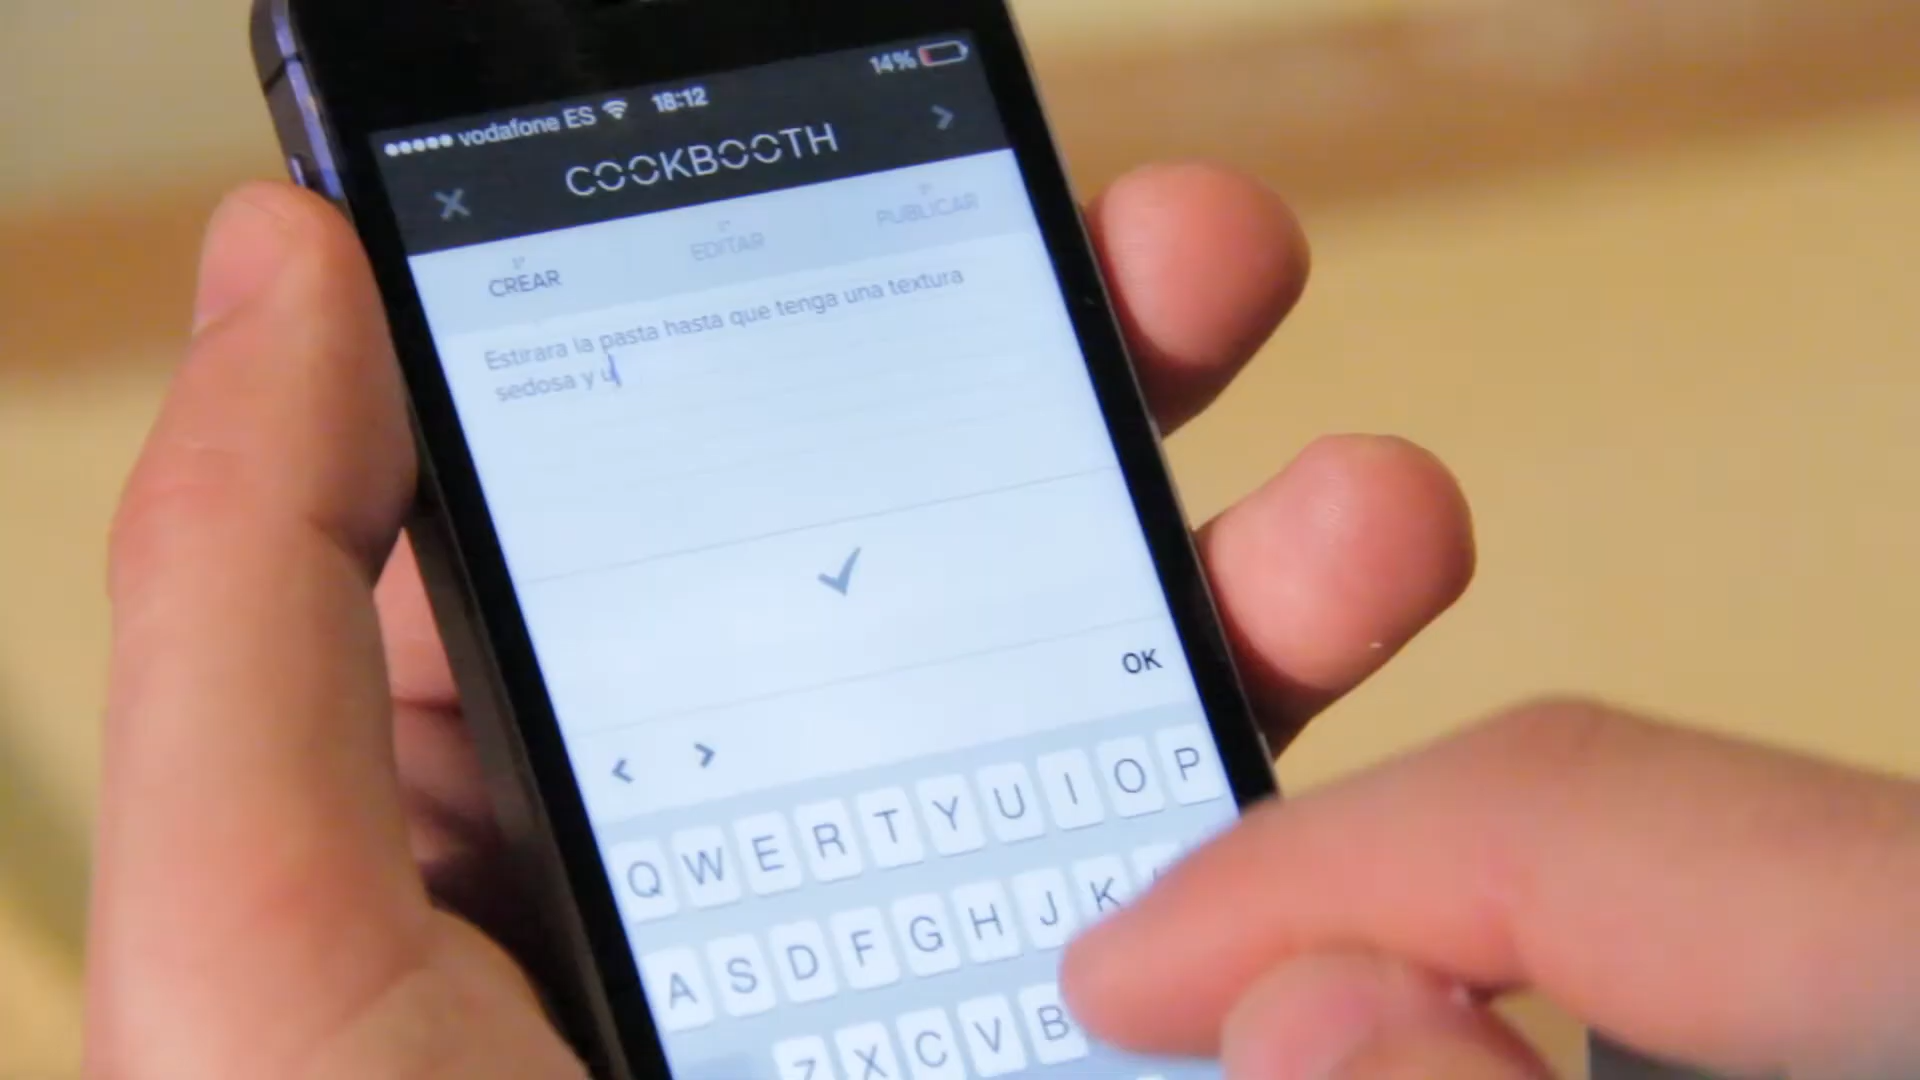 vodafone ES 18:12 14%
COOKBOOTH
CREAR EDITAR PUBLICAR
Estirara la pasta hasta que tenga una textura
sedosa y u
OK
Q W E R T Y U I O P
A S D F G H J K
Z X C V B